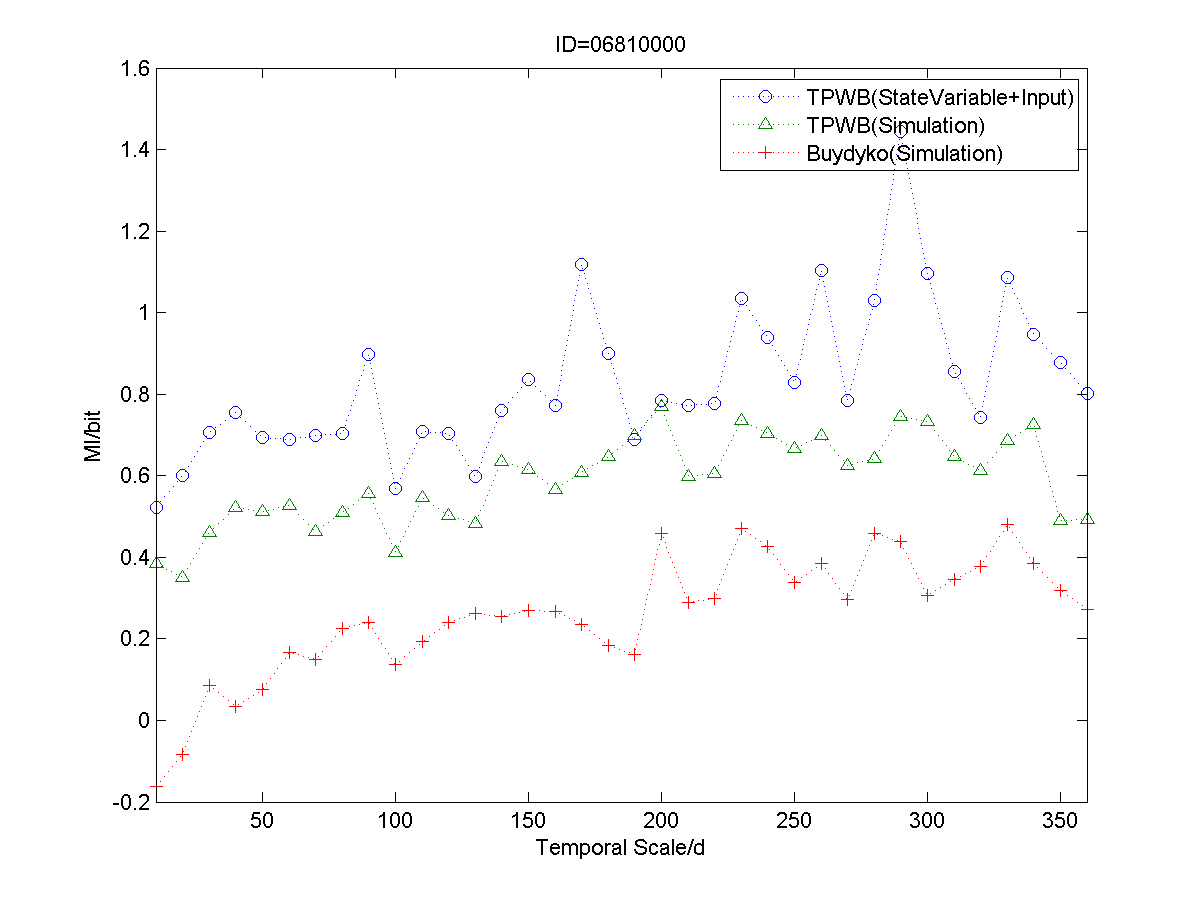 ID=06810000
1.6
1.4
1.2
1
0.8
0.6
0.4
0.2
0
-0.2
MI/bit
TPWB(StateVariable+Input)
TPWB(Simulation)
Buydyko(Simulation)
50 100 150 200 250 300 350
Temporal Scale/d